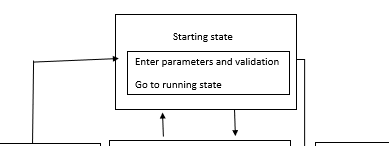 Starting state
Enter parameters and validation
Go to running state